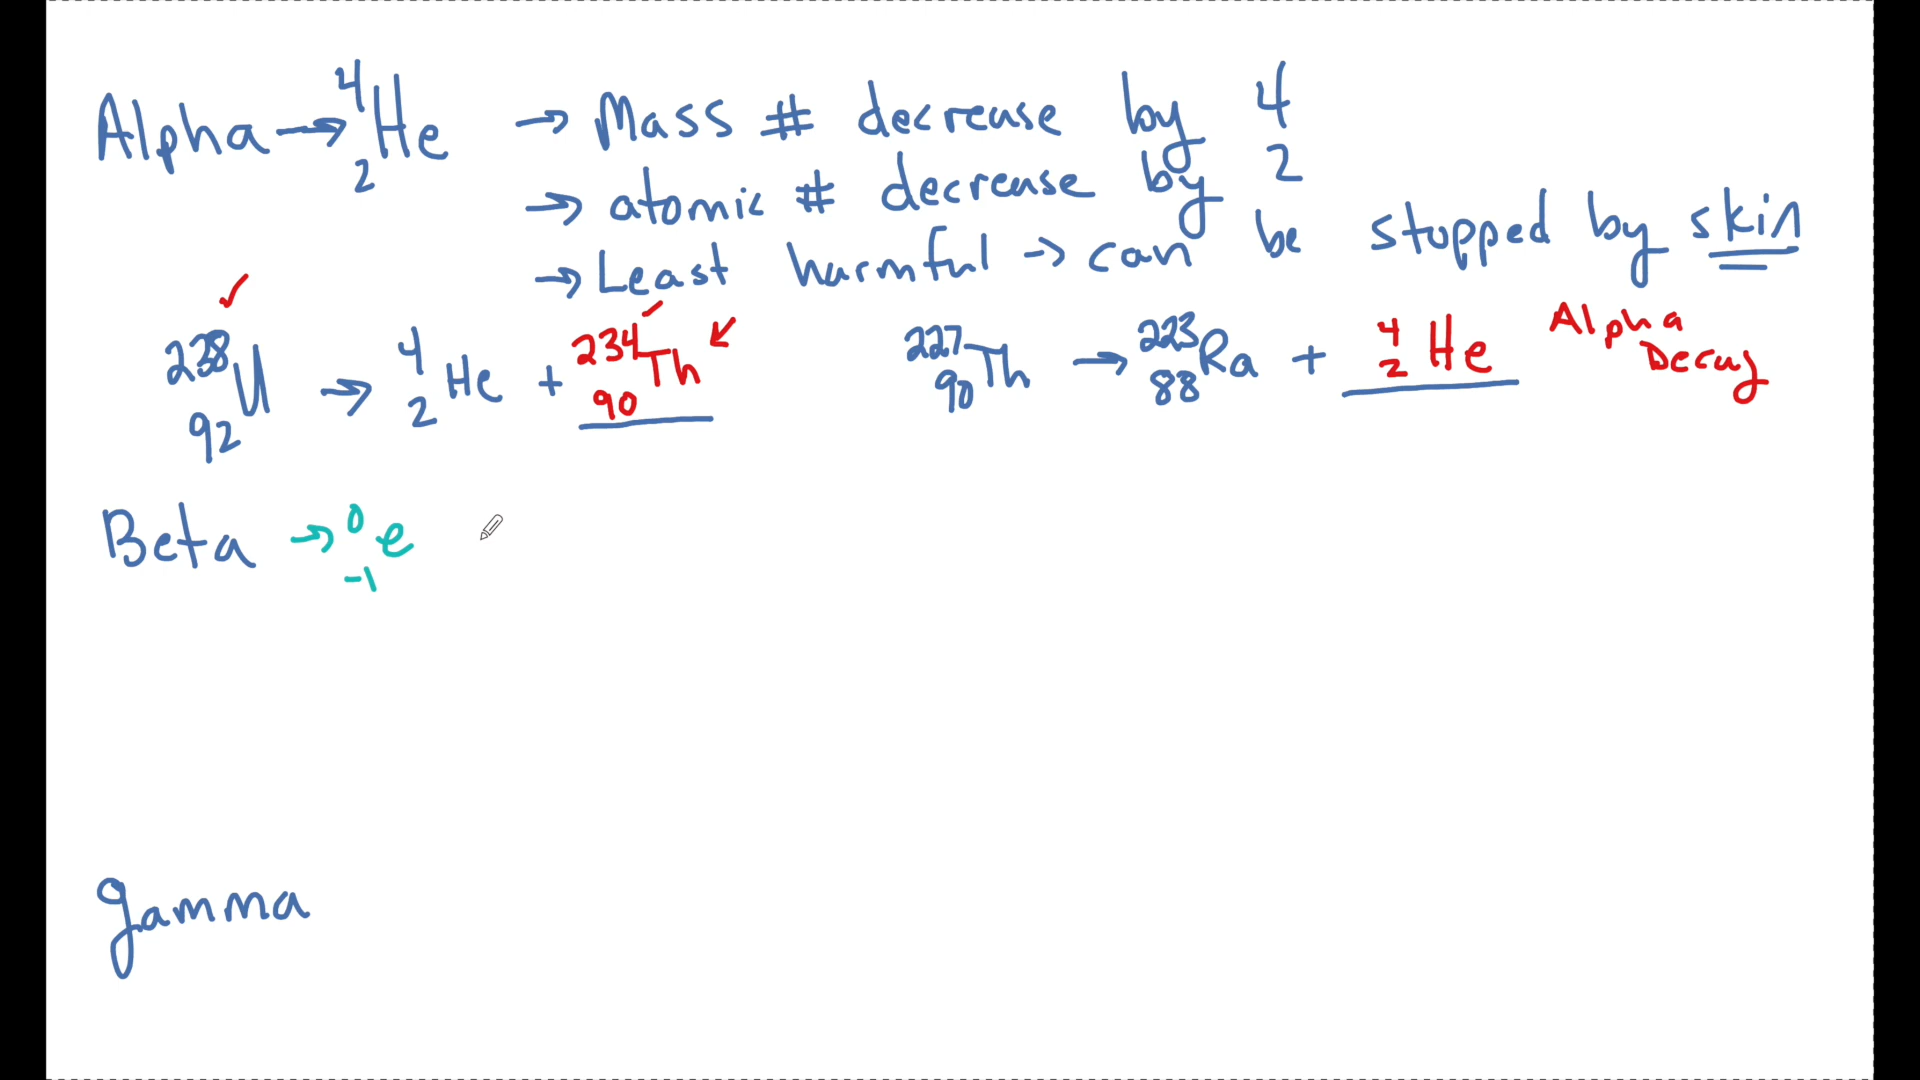 Alpha → ⁴₂He → Mass # decrease by 4
→ atomic # decrease by 2
→ Least harmful → can be stopped by skin
²³⁸₉₂U → ⁴₂He + ²³⁴₉₀Th ²²⁷₉₀Th → ²²³₈₈Ra + ⁴₂He Alpha
Decay
Beta → ⁰₋₁e
gamma